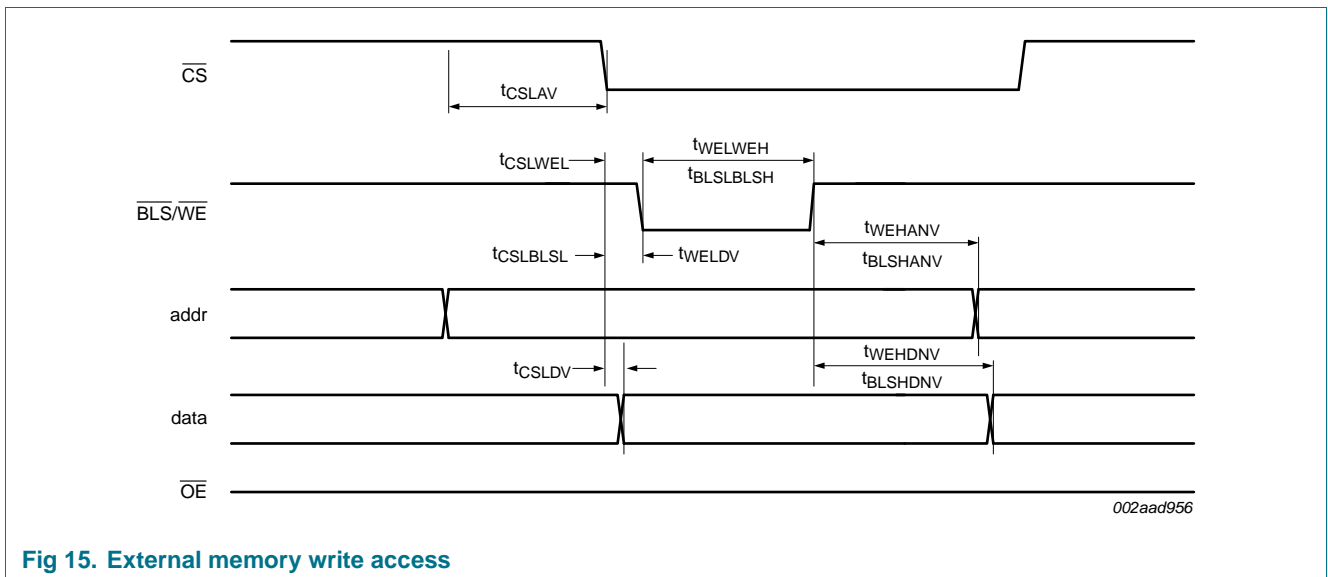 CS
tCSLAV
tCSLWEL
tWELWEH
tBLSLBLSH
BLS/WE
tCSLBLSL
tWELDV
tWEHANV
tBLSHANV
addr
tCSLDV
tWEHDNV
tBLSHDNV
data
OE
002aad956
Fig 15. External memory write access